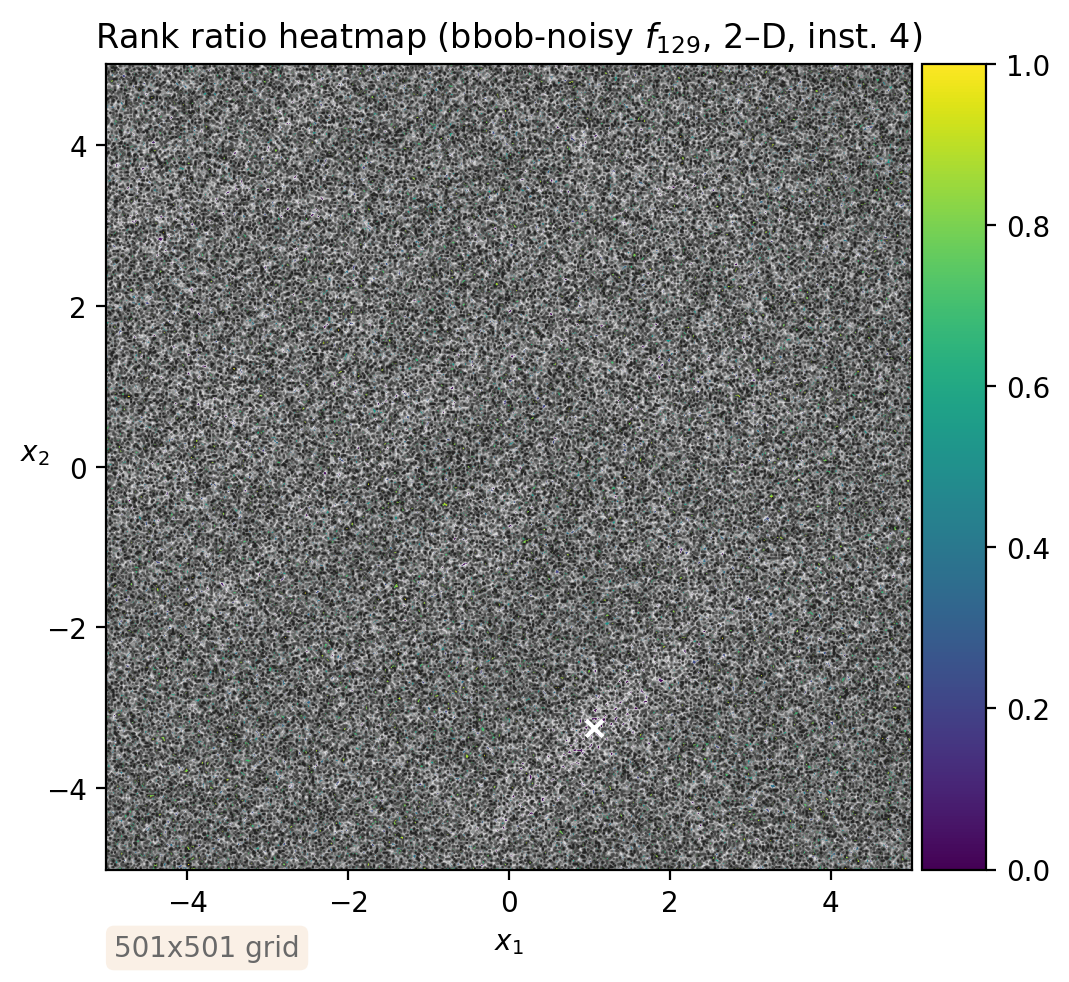 Rank ratio heatmap (bbob-noisy f₁₂₉, 2–D, inst. 4)
1.0
4
0.8
2
0.6
x₂
0
0.4
−2
0.2
−4
0.0
−4 −2 0 2 4
x₁
501x501 grid